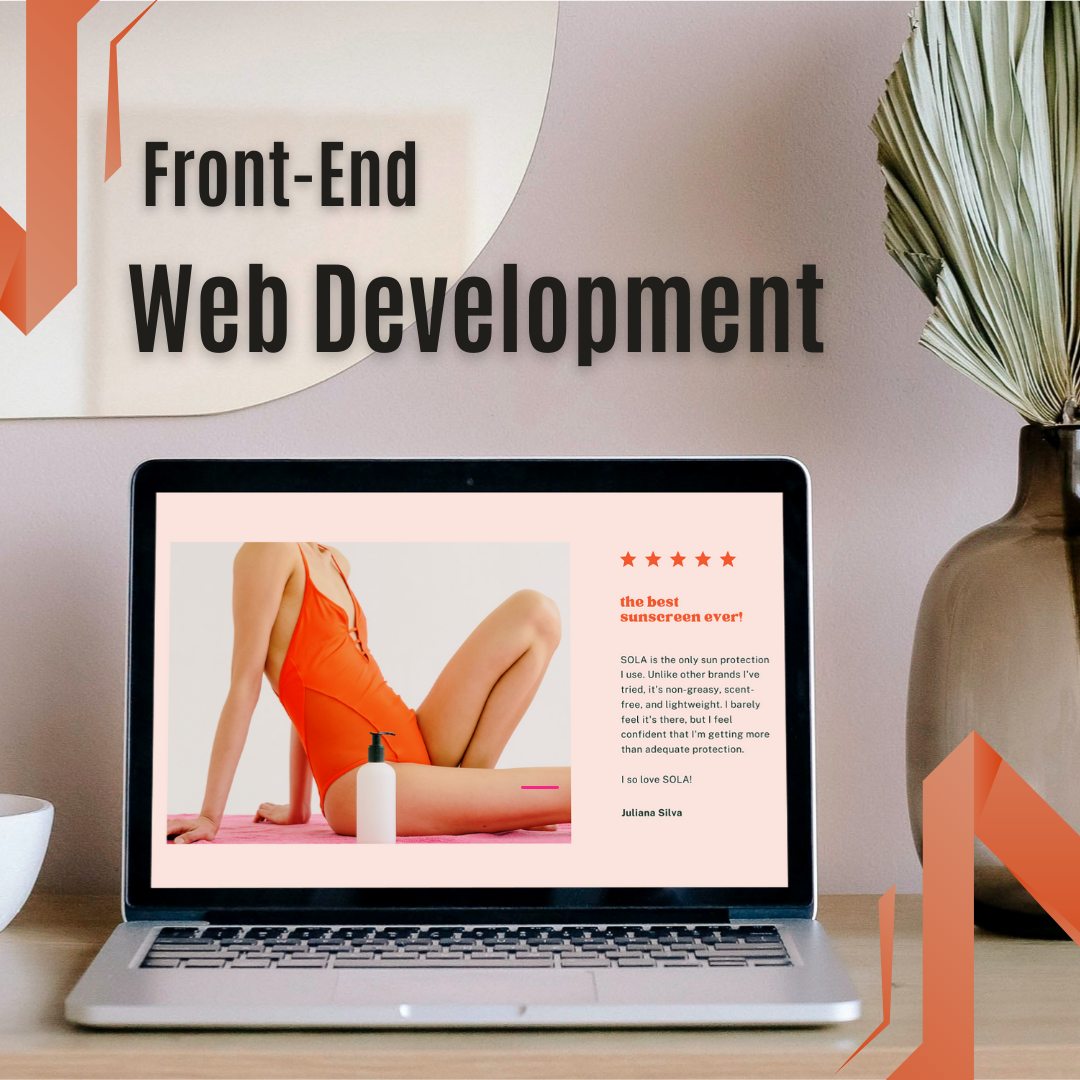 Front-End
Web Development
the best
sunscreen ever!
SOLA is the only sun protection
I use. Unlike other brands I've
tried, it's non-greasy, scent-
free, and lightweight. I barely
feel it's there, but I feel
confident that I'm getting more
than adequate protection.
I so love SOLA!
Juliana Silva